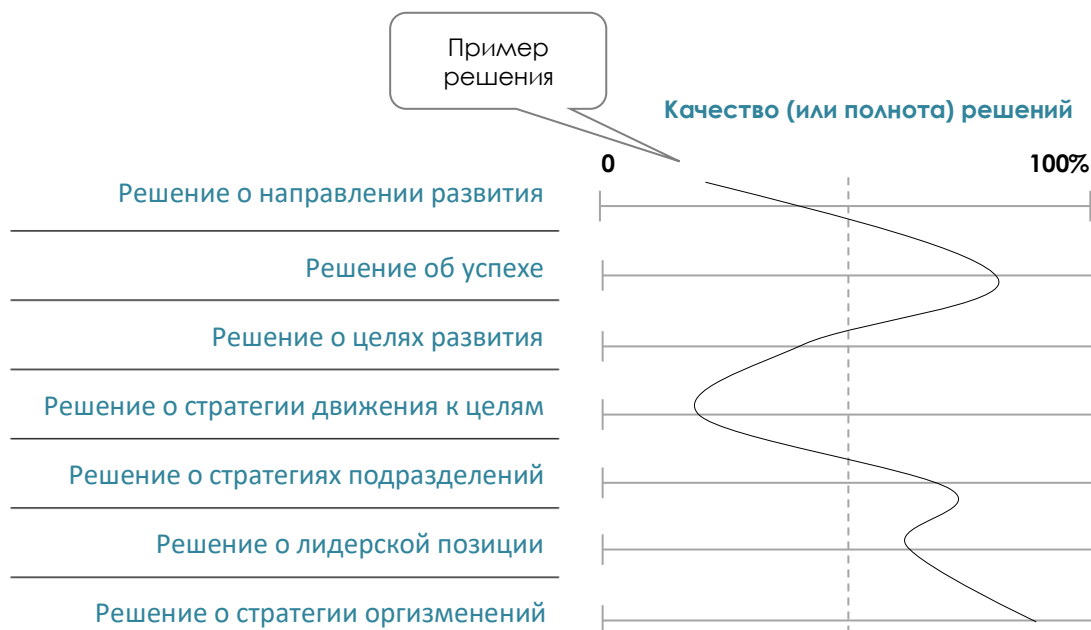 Пример
решения
Качество (или полнота) решений
0 100%
Решение о направлении развития
Решение об успехе
Решение о целях развития
Решение о стратегии движения к целям
Решение о стратегиях подразделений
Решение о лидерской позиции
Решение о стратегии оргизменений